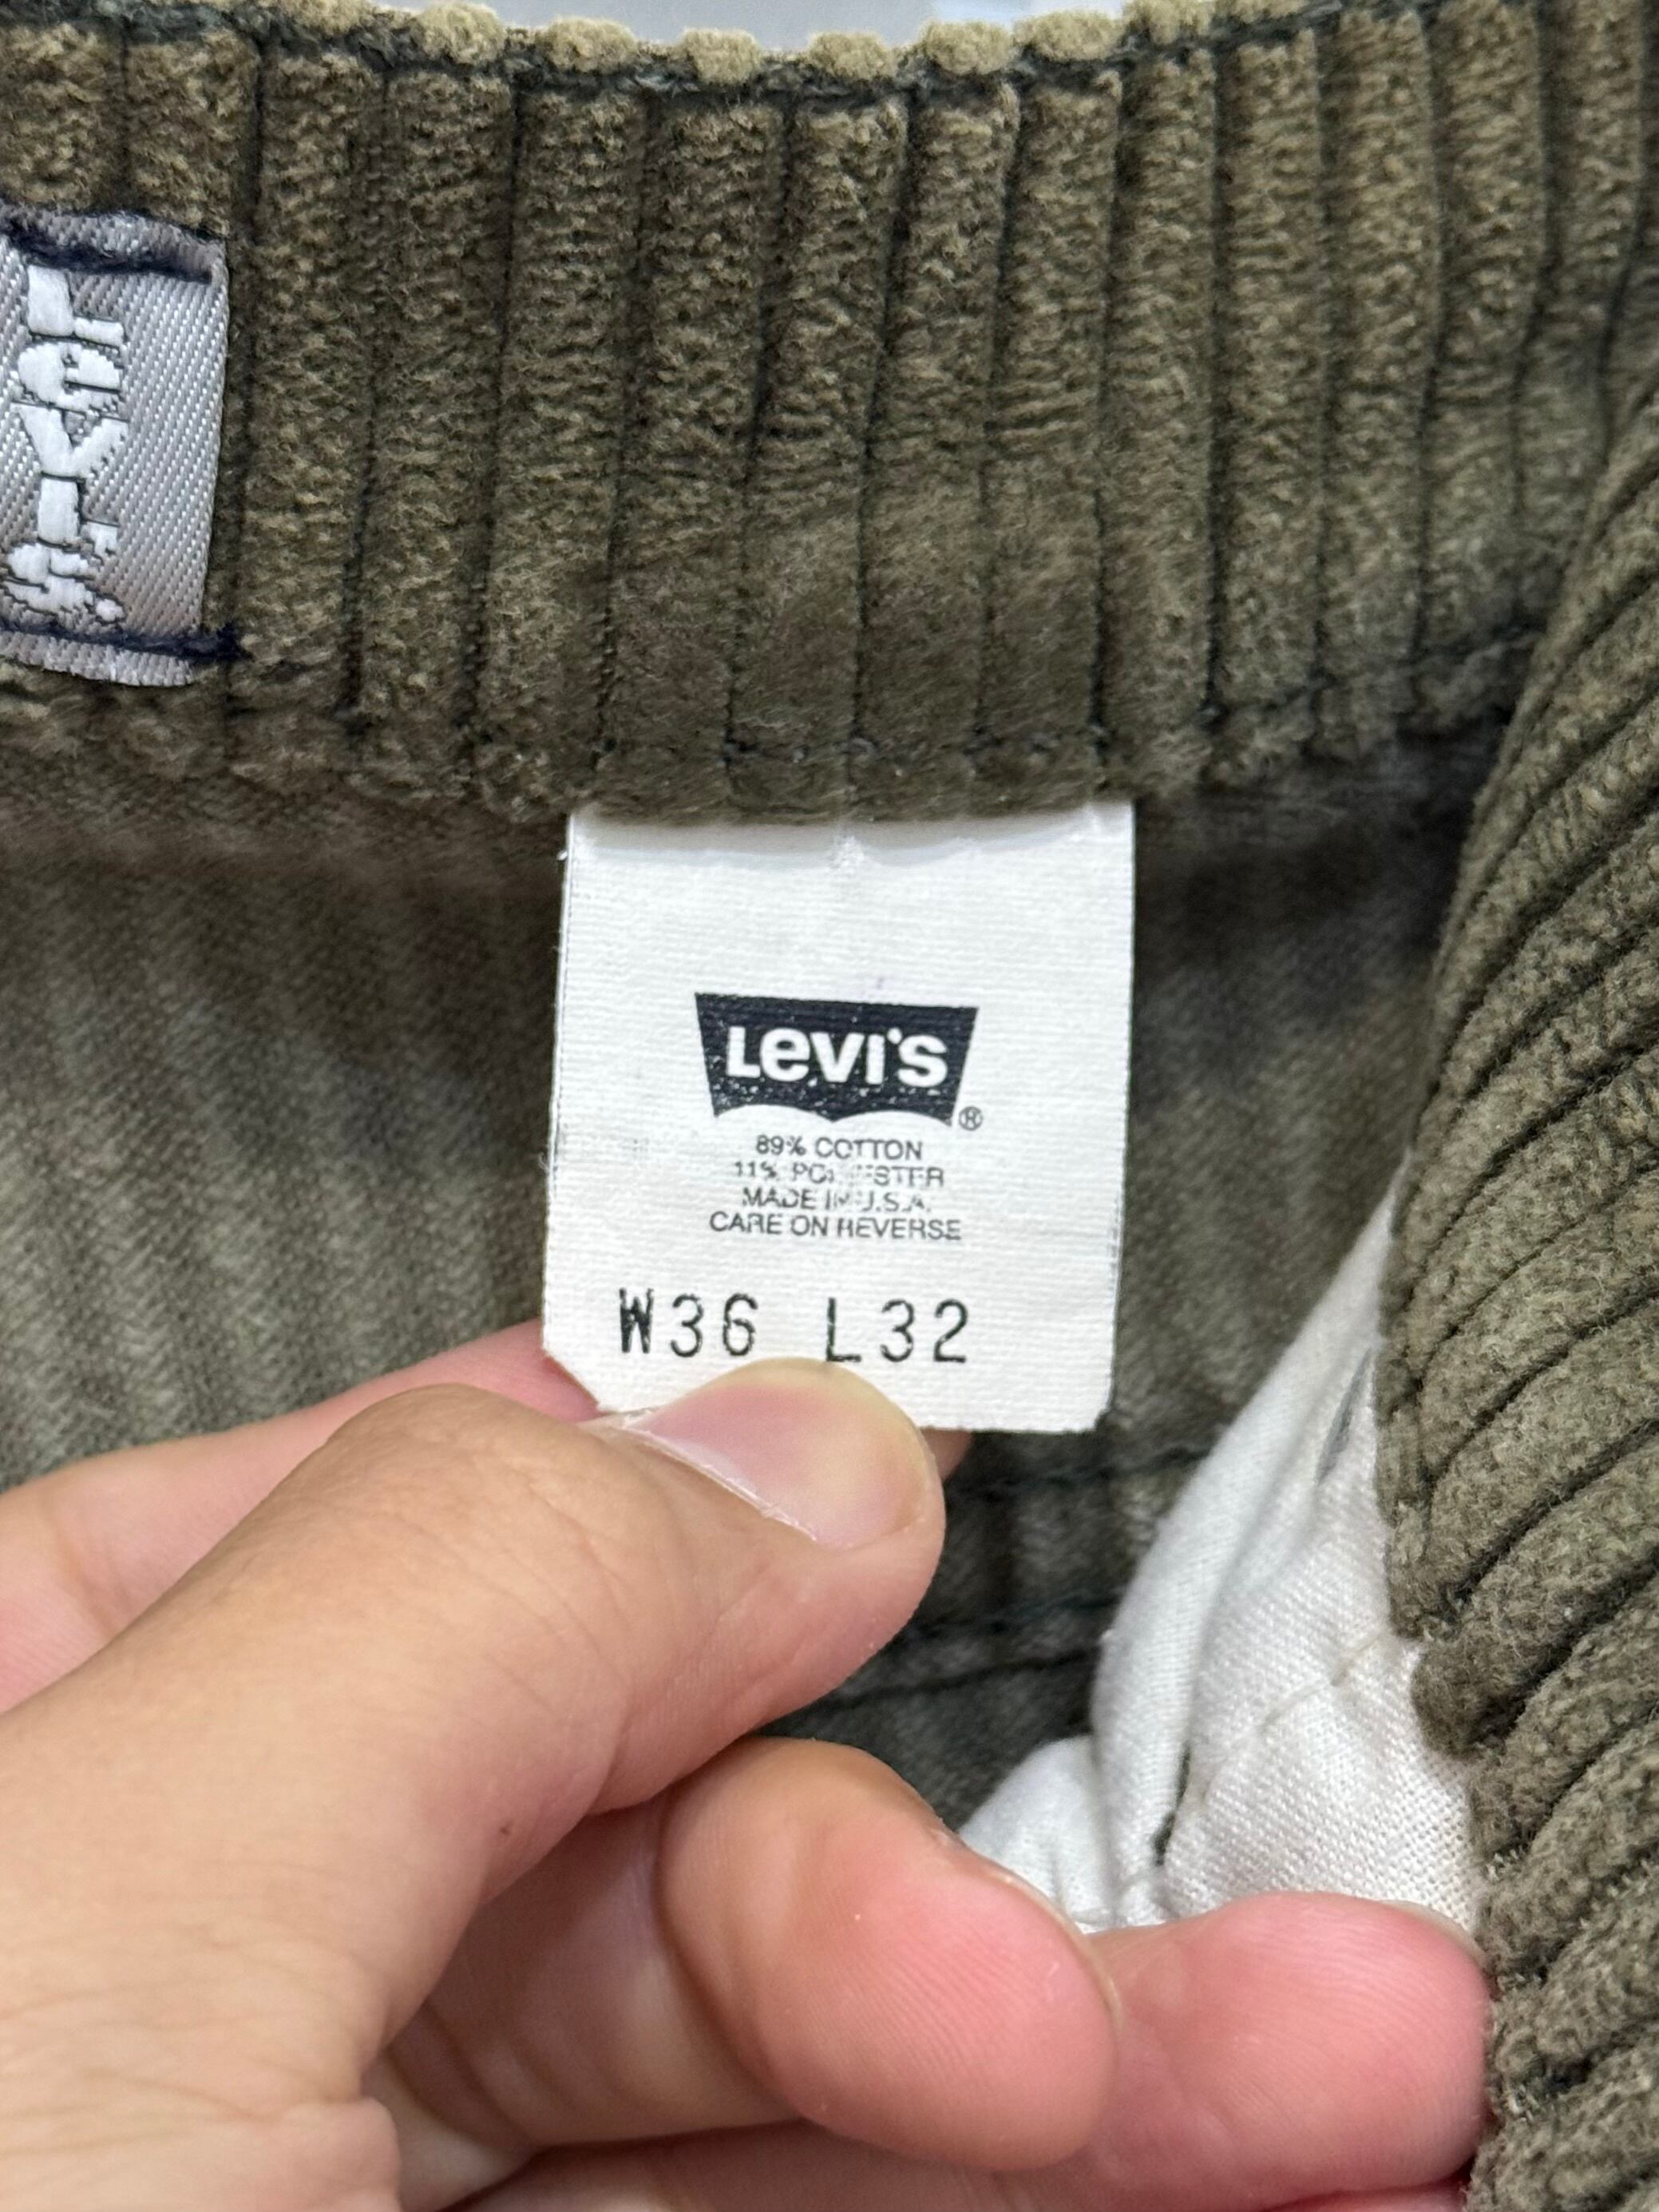 LEVI'S
LEVI'S ®
89% COTTON
11% POLYESTER
MADE IN U.S.A.
CARE ON REVERSE
W36 L32